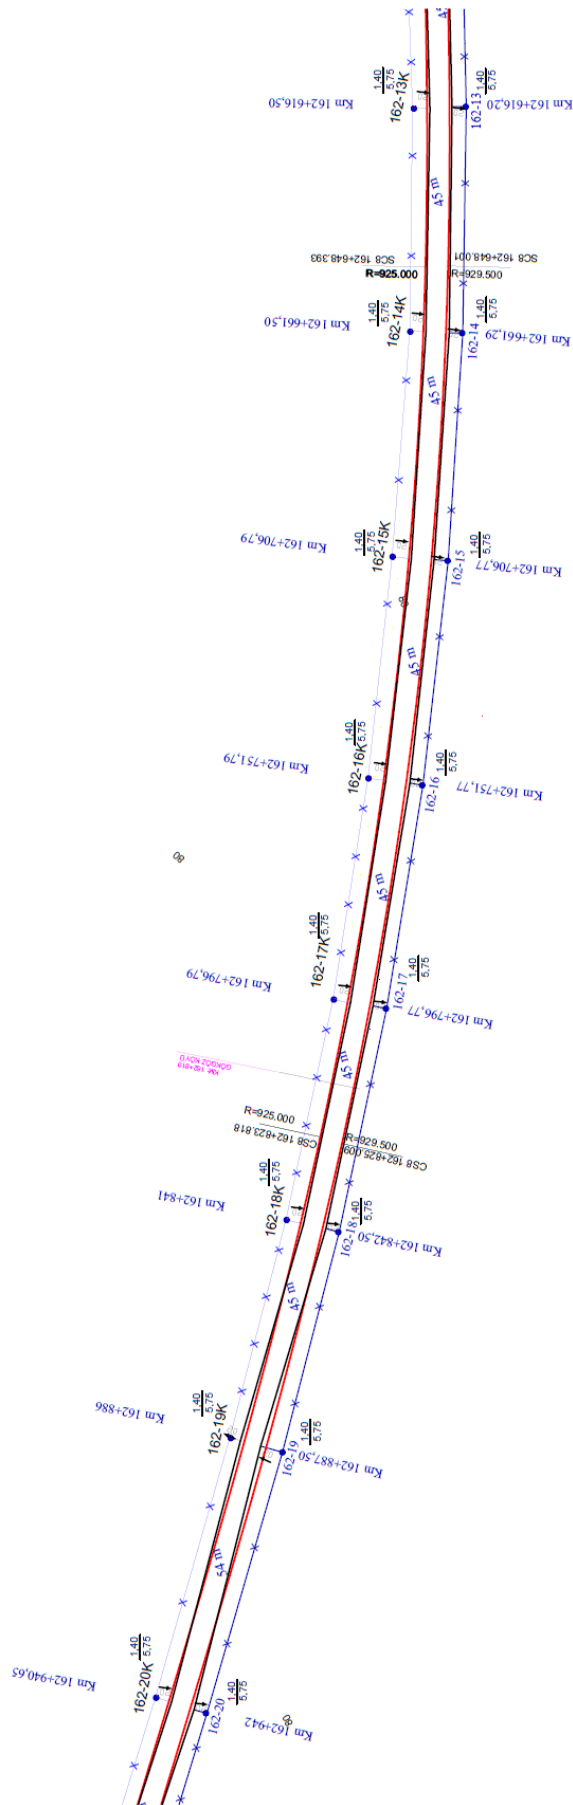 45
1,40
5,75
162-13K
Km 162+616,50
1,40
5,75
162-13
Km 162+616,20
45 m
SC8 162+648.393
R=925.000
SC8 162+648.001
R=929.500
1,40
5,75
162-14K
Km 162+661,50
1,40
5,75
162-14
Km 162+661,29
45 m
1,40
5,75
162-15K
Km 162+706,79
1,40
5,75
162-15
Km 162+706,77
45 m
1,40
5,75
162-16K
Km 162+751,79
1,40
5,75
162-16
Km 162+751,77
80
45 m
1,40
5,75
162-17K
Km 162+796,79
1,40
5,75
162-17
Km 162+796,77
KM: 162+819
GÖKGÖZ KÖYÜ
45 m
R=925.000
CS8 162+823.818
R=929.500
CS8 162+825.009
1,40
5,75
162-18K
Km 162+841
1,40
5,75
162-18
Km 162+842,50
45 m
1,40
5,75
162-19K
Km 162+886
1,40
5,75
162-19
Km 162+887,50
54 m
1,40
5,75
162-20K
Km 162+940,65
1,40
5,75
162-20
Km 162+942